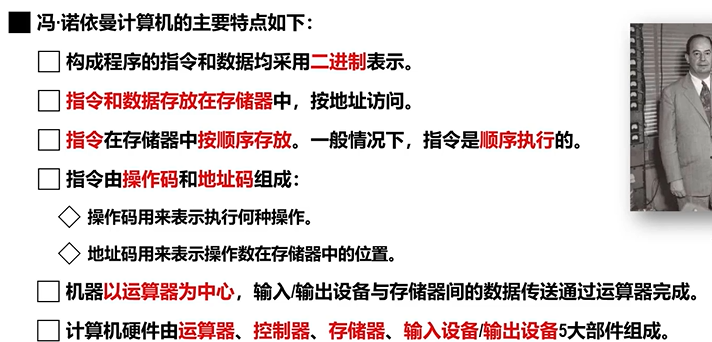 冯·诺依曼计算机的主要特点如下：
构成程序的指令和数据均采用二进制表示。
指令和数据存放在存储器中，按地址访问。
指令在存储器中按顺序存放。一般情况下，指令是顺序执行的。
指令由操作码和地址码组成：
操作码用来表示执行何种操作。
地址码用来表示操作数在存储器中的位置。
机器以运算器为中心，输入/输出设备与存储器间的数据传送通过运算器完成。
计算机硬件由运算器、控制器、存储器、输入设备/输出设备5大部件组成。